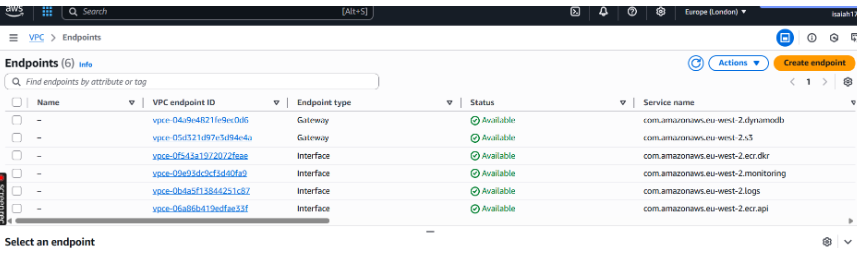 aws Search [Alt+S] Europe (London) ▼ isaiah17
VPC > Endpoints
Endpoints (6) Info Actions ▼ Create endpoint
Find endpoints by attribute or tag < 1 >
Name VPC endpoint ID Endpoint type Status Service name
– vpce-04a9e4821fe9ec0d6 Gateway Available com.amazonaws.eu-west-2.dynamodb
– vpce-05d321d97e3d94e4a Gateway Available com.amazonaws.eu-west-2.s3
– vpce-0f543a1972072feae Interface Available com.amazonaws.eu-west-2.ecr.dkr
– vpce-09e93dc9cf3d40fa9 Interface Available com.amazonaws.eu-west-2.monitoring
– vpce-0b4a5f13844251c87 Interface Available com.amazonaws.eu-west-2.logs
– vpce-06a86b419edfae33f Interface Available com.amazonaws.eu-west-2.ecr.api
Select an endpoint